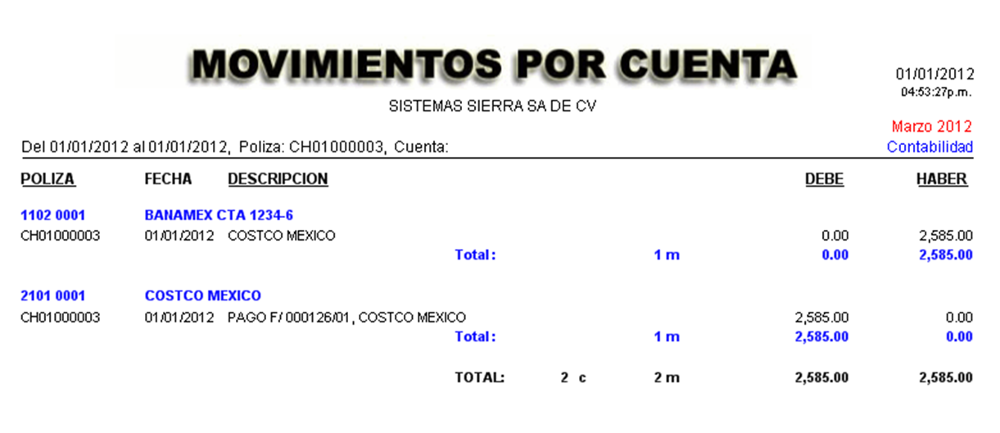 MOVIMIENTOS POR CUENTA
01/01/2012
04:53:27p.m.
SISTEMAS SIERRA SA DE CV
Marzo 2012
Del 01/01/2012 al 01/01/2012, Poliza: CH01000003, Cuenta:
Contabilidad
POLIZA FECHA DESCRIPCION DEBE HABER
1102 0001 BANAMEX CTA 1234-6
CH01000003 01/01/2012 COSTCO MEXICO 0.00 2,585.00
Total: 1 m 0.00 2,585.00
2101 0001 COSTCO MEXICO
CH01000003 01/01/2012 PAGO F/ 000126/01, COSTCO MEXICO 2,585.00 0.00
Total: 1 m 2,585.00 0.00
TOTAL: 2 c 2 m 2,585.00 2,585.00